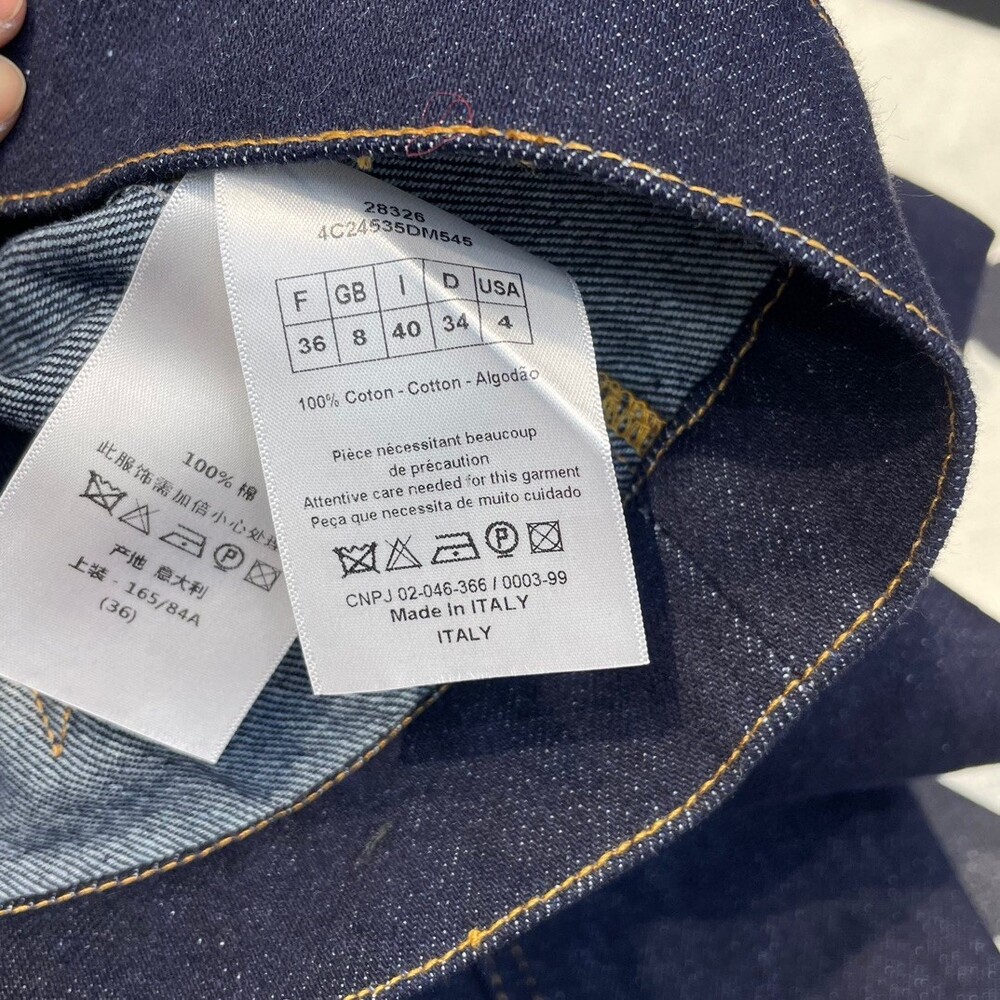 28326
4C24535DM545
F GB I D USA
36 8 40 34 4
100% Coton - Cotton - Algodão
Pièce nécessitant beaucoup
de précaution
Attentive care needed for this garment
Peça que necessita de muito cuidado
P
CNPJ 02-046-366 / 0003-99
Made In ITALY
ITALY
100% 棉
此服饰需加倍小心处理
P
产地 意大利
上装 - 165/84A
(36)